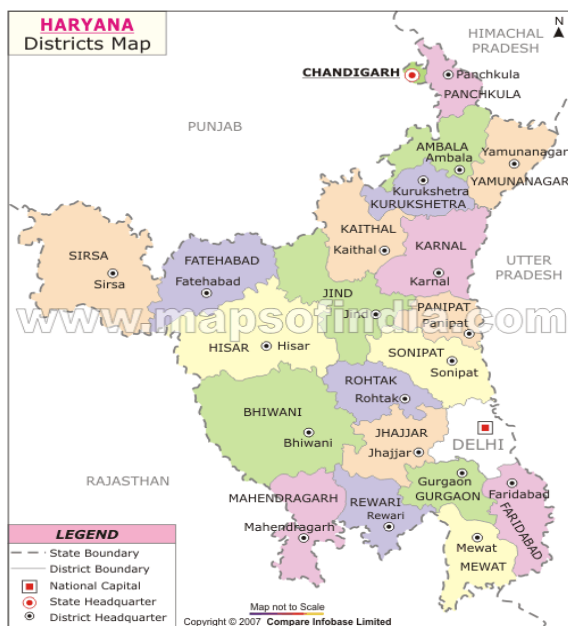 HARYANA
Districts Map
N
HIMACHAL
PRADESH
CHANDIGARH
Panchkula
PANCHKULA
PUNJAB
AMBALA
Ambala
Yamunanagar
YAMUNANAGAR
Kurukshetra
KURUKSHETRA
KAITHAL
Kaithal
KARNAL
Karnal
UTTER
PRADESH
SIRSA
Sirsa
FATEHABAD
Fatehabad
JIND
Jind
PANIPAT
Panipat
www.mapsofindia.com
HISAR
Hisar
SONIPAT
Sonipat
ROHTAK
Rohtak
BHIWANI
Bhiwani
JHAJJAR
Jhajjar
DELHI
RAJASTHAN
Gurgaon
GURGAON
Faridabad
FARIDABAD
MAHENDRAGARH
Mahendragarh
REWARI
Rewari
Mewat
MEWAT
LEGEND
State Boundary
District Boundary
National Capital
State Headquarter
District Headquarter
Map not to Scale
Copyright © 2007 Compare Infobase Limited